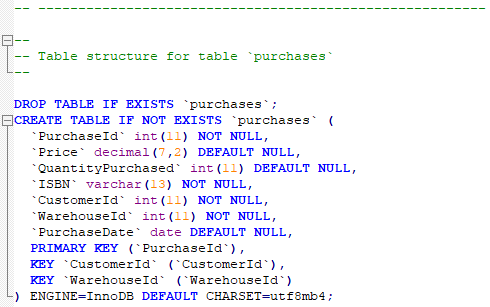 -- --------------------------------------------------------
--
-- Table structure for table `purchases`
--
DROP TABLE IF EXISTS `purchases`;
CREATE TABLE IF NOT EXISTS `purchases` (
  `PurchaseId` int(11) NOT NULL,
  `Price` decimal(7,2) DEFAULT NULL,
  `QuantityPurchased` int(11) DEFAULT NULL,
  `ISBN` varchar(13) NOT NULL,
  `CustomerId` int(11) NOT NULL,
  `WarehouseId` int(11) NOT NULL,
  `PurchaseDate` date DEFAULT NULL,
  PRIMARY KEY (`PurchaseId`),
  KEY `CustomerId` (`CustomerId`),
  KEY `WarehouseId` (`WarehouseId`)
) ENGINE=InnoDB DEFAULT CHARSET=utf8mb4;